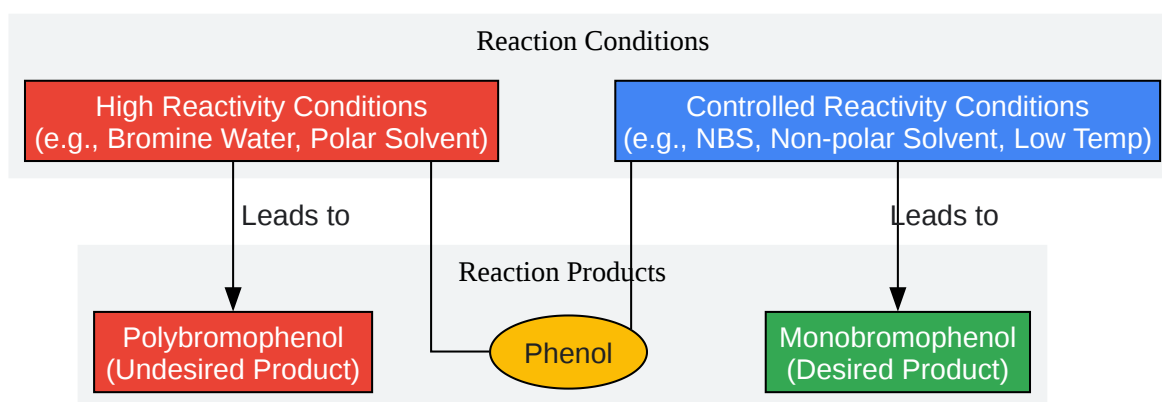 Reaction Conditions
High Reactivity Conditions
(e.g., Bromine Water, Polar Solvent)
Controlled Reactivity Conditions
(e.g., NBS, Non-polar Solvent, Low Temp)
Leads to
Leads to
Reaction Products
Polybromophenol
(Undesired Product)
Phenol
Monobromophenol
(Desired Product)